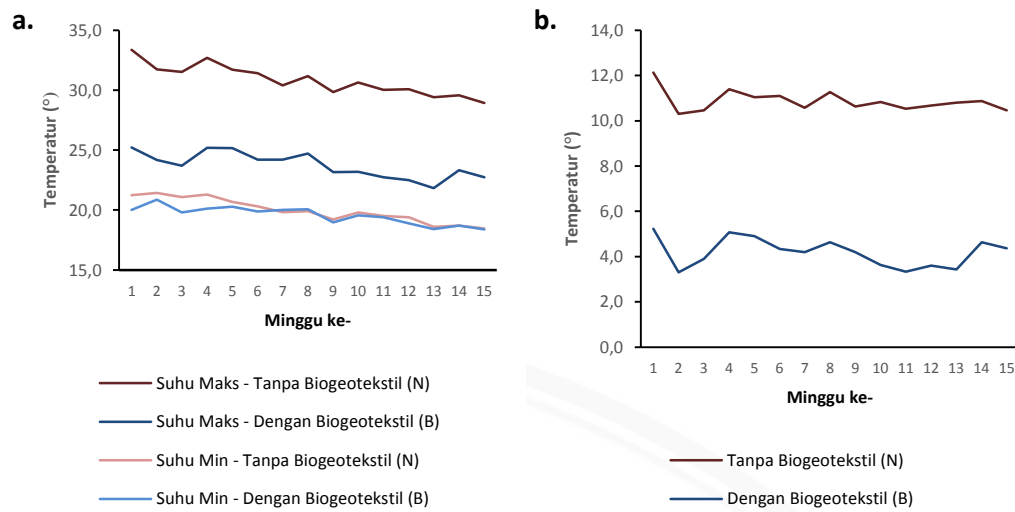 a.
35,0
30,0
25,0
20,0
15,0
Temperatur (°)
1 2 3 4 5 6 7 8 9 10 11 12 13 14 15
Minggu ke-
Suhu Maks - Tanpa Biogeotekstil (N)
Suhu Maks - Dengan Biogeotekstil (B)
Suhu Min - Tanpa Biogeotekstil (N)
Suhu Min - Dengan Biogeotekstil (B)
b.
14,0
12,0
10,0
8,0
6,0
4,0
2,0
0,0
Temperatur (°)
1 2 3 4 5 6 7 8 9 10 11 12 13 14 15
Minggu ke-
Tanpa Biogeotekstil (N)
Dengan Biogeotekstil (B)